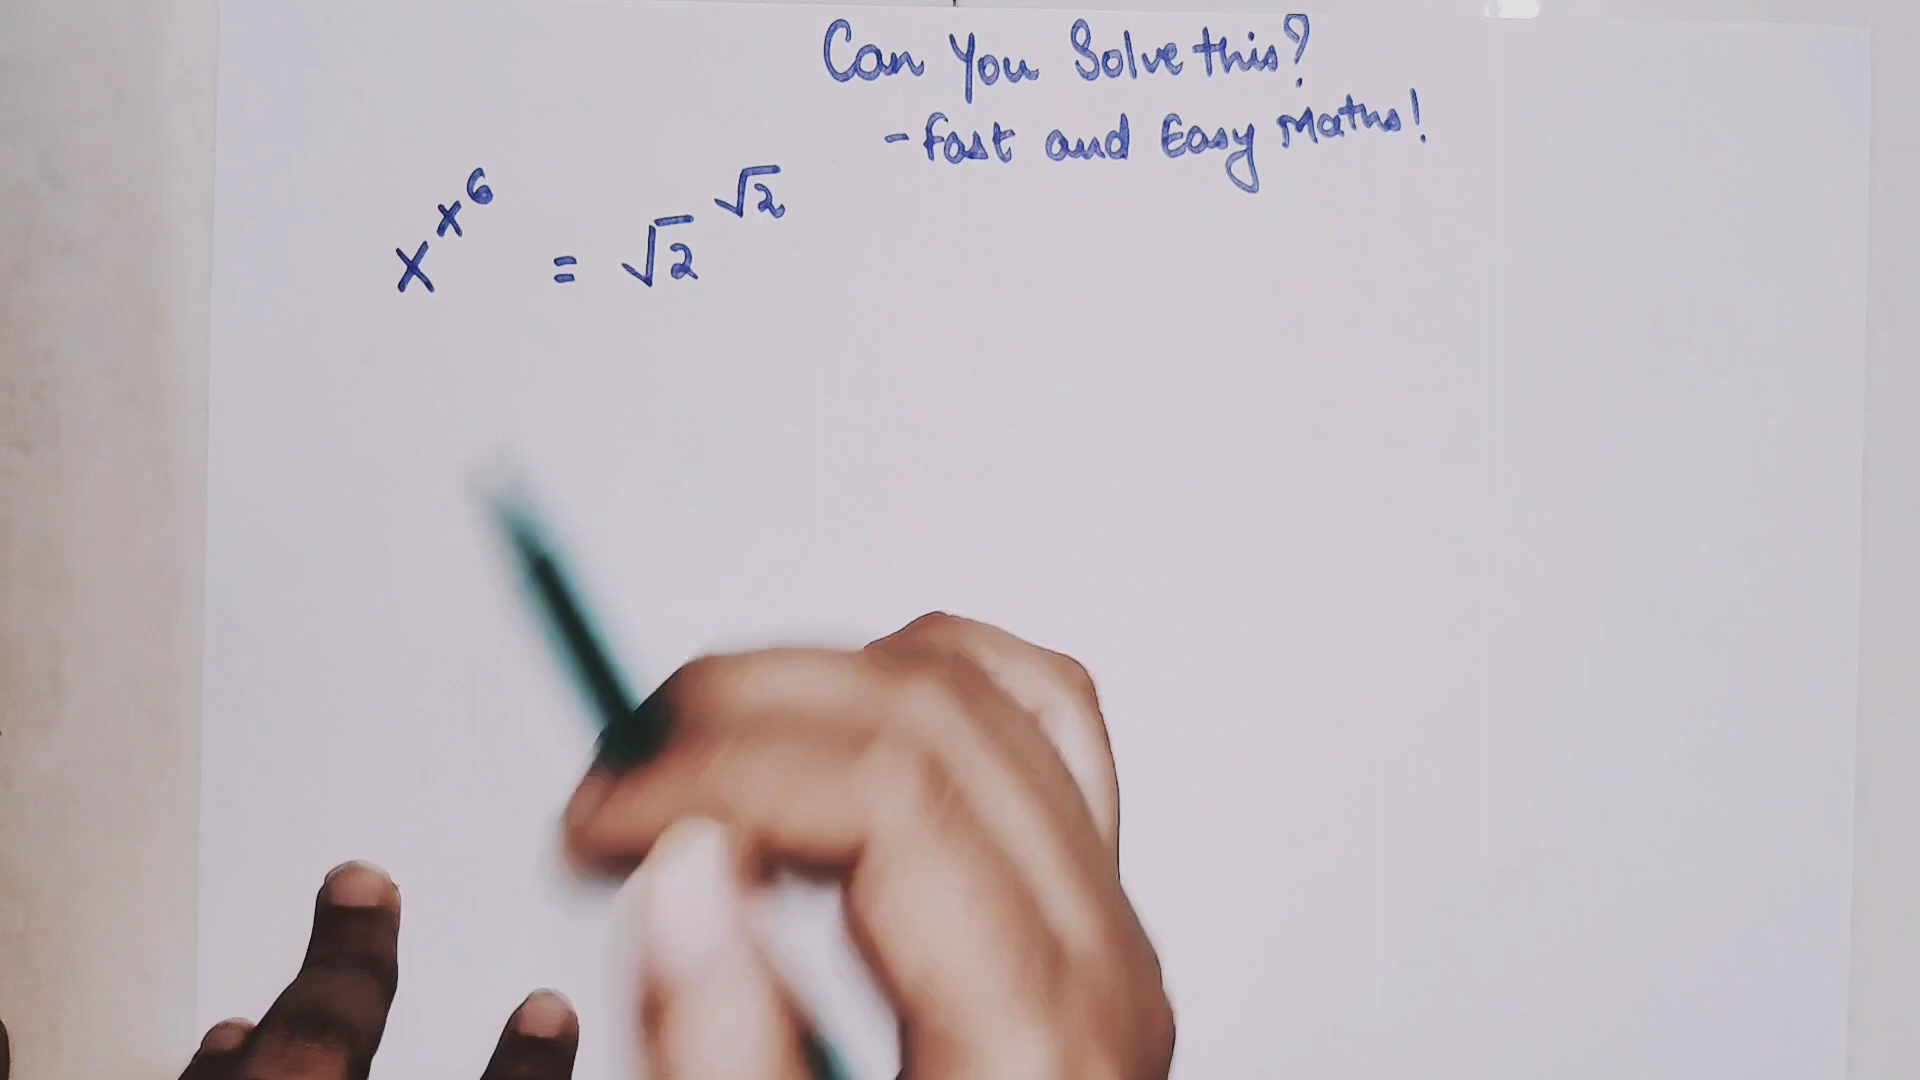 Can You Solve this?
- Fast and Easy Maths!
x^{x^6} = √2^{√2}